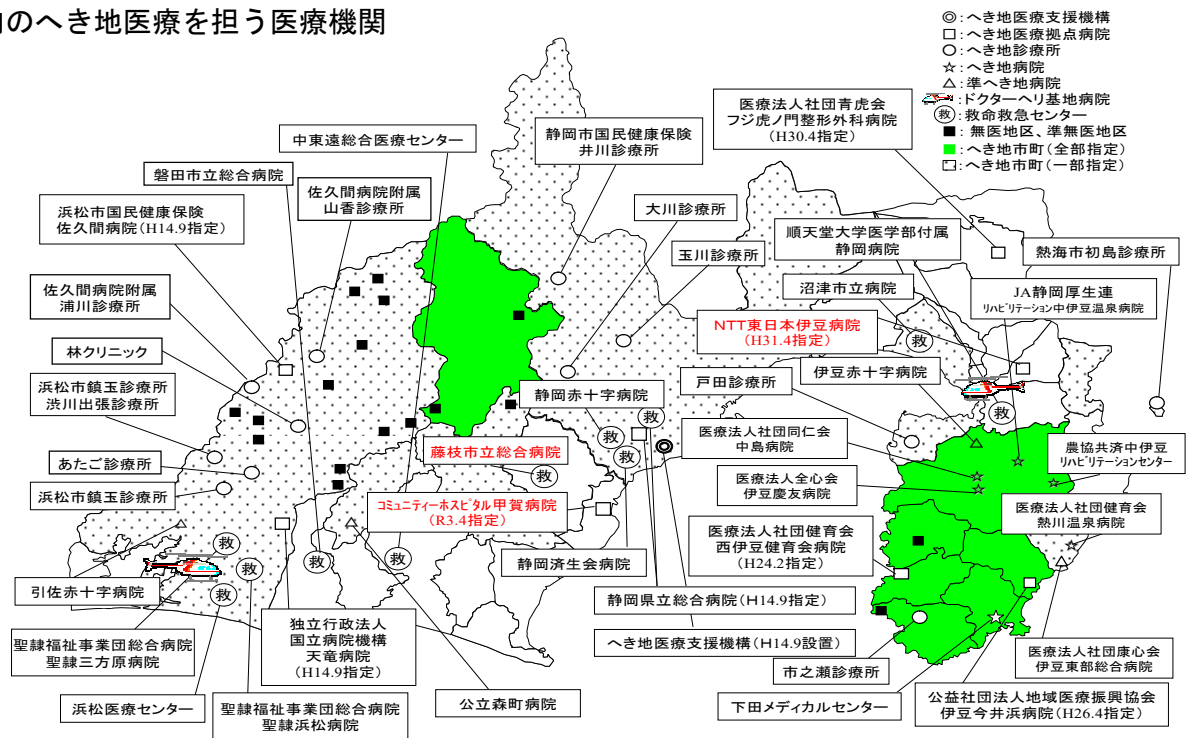 のへき地医療を担う医療機関
◎：へき地医療支援機構
□：へき地医療拠点病院
○：へき地診療所
☆：へき地病院
△：準へき地病院
：ドクターヘリ基地病院
救：救命救急センター
■：無医地区、準無医地区
■：へき地市町（全部指定）
：へき地市町（一部指定）
医療法人社団青虎会
フジ虎ノ門整形外科病院
(H30.4指定)
静岡市国民健康保険
井川診療所
中東遠総合医療センター
磐田市立総合病院
佐久間病院附属
山香診療所
浜松市国民健康保険
佐久間病院(H14.9指定)
大川診療所
順天堂大学医学部付属
静岡病院
熱海市初島診療所
玉川診療所
佐久間病院附属
浦川診療所
沼津市立病院
JA静岡厚生連
リハビリテーション中伊豆温泉病院
NTT東日本伊豆病院
(H31.4指定)
救
林クリニック
伊豆赤十字病院
浜松市鎮玉診療所
渋川出張診療所
戸田診療所
静岡赤十字病院
救
救
救
救
医療法人社団同仁会
中島病院
藤枝市立総合病院
救
農協共済中伊豆
リハビリテーションセンター
あたご診療所
医療法人全心会
伊豆慶友病院
浜松市鎮玉診療所
コミュニティーホスピタル甲賀病院
(R3.4指定)
医療法人社団健育会
熱川温泉病院
医療法人社団健育会
西伊豆健育会病院
(H24.2指定)
救
救
救
救
救
静岡済生会病院
引佐赤十字病院
静岡県立総合病院(H14.9指定)
独立行政法人
国立病院機構
天竜病院
(H14.9指定)
聖隷福祉事業団総合病院
聖隷三方原病院
へき地医療支援機構(H14.9設置)
市之瀬診療所
医療法人社団康心会
伊豆東部総合病院
浜松医療センター
聖隷福祉事業団総合病院
聖隷浜松病院
公立森町病院
下田メディカルセンター
公益社団法人地域医療振興協会
伊豆今井浜病院(H26.4指定)